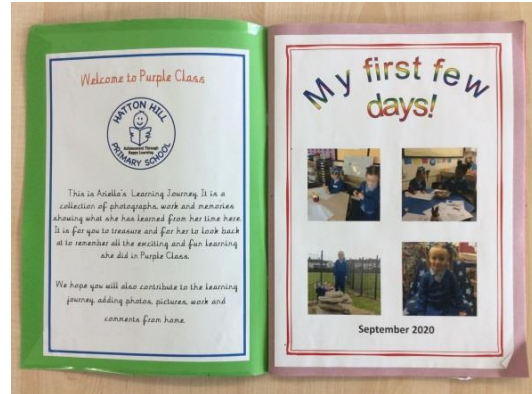 Welcome to Purple Class
HATTON HILL
Achievement Through
Happy Learning
PRIMARY SCHOOL
This is Ariella's Learning Journey. It is a
collection of photographs, work and memories
showing what she has learned from her time here.
It is for you to treasure and for her to look back
at to remember all the exciting and fun learning
she did in Purple Class.
We hope you will also contribute to the learning
journey, adding photos, pictures, work and
comments from home.
My first few
days!
September 2020